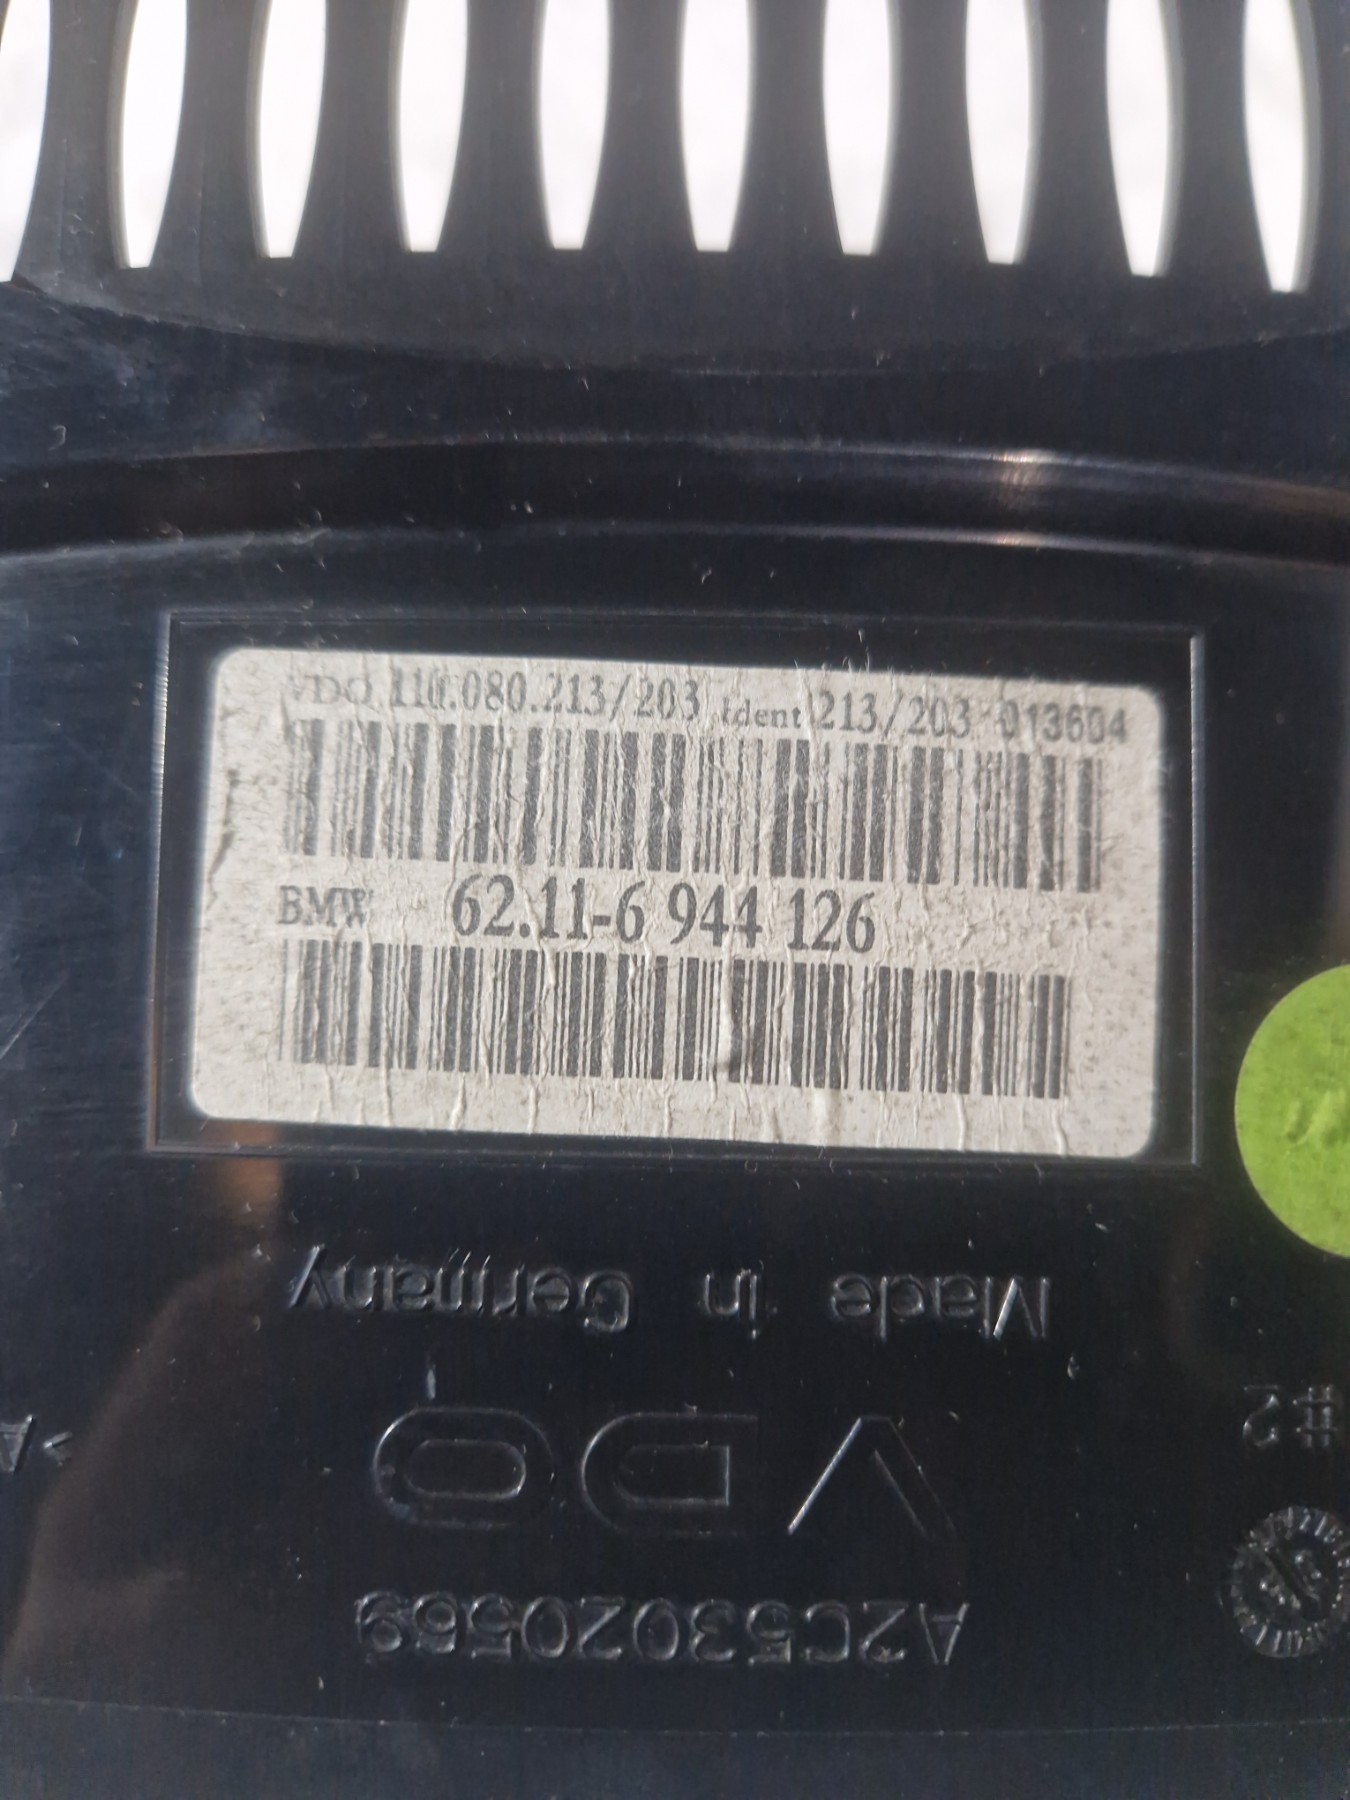 VDO 110.080.213/203 Ident 213/203 013604
BMW 62.11-6 944 126
Made in Germany
VDO
#2
A2C53020569
>A